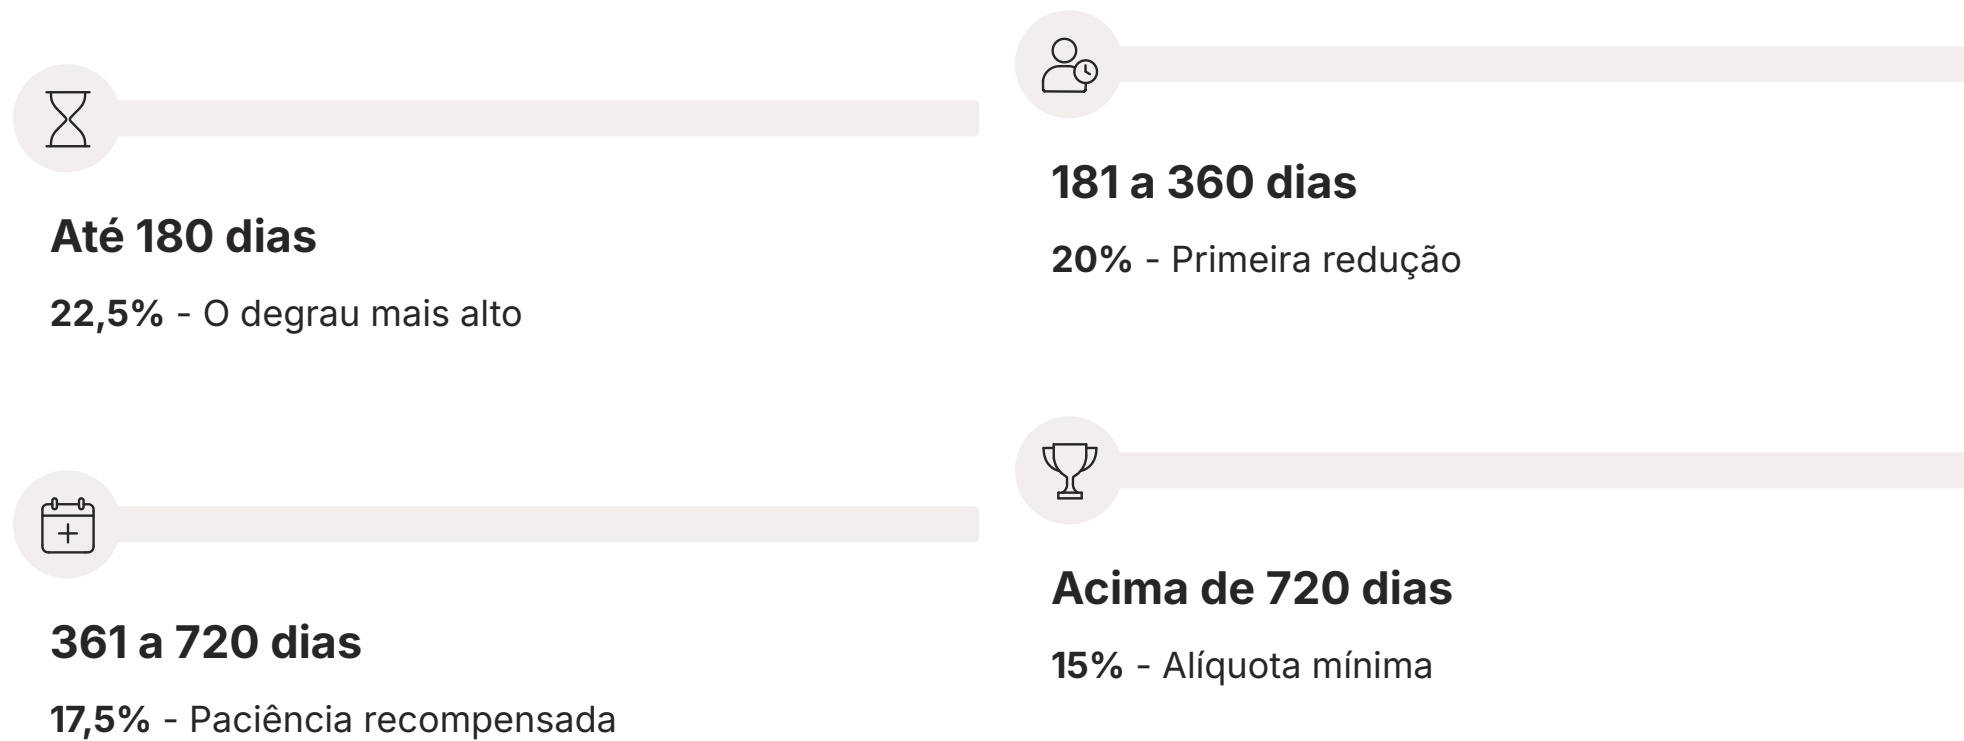 Até 180 dias
22,5% - O degrau mais alto
181 a 360 dias
20% - Primeira redução
361 a 720 dias
17,5% - Paciência recompensada
Acima de 720 dias
15% - Alíquota mínima